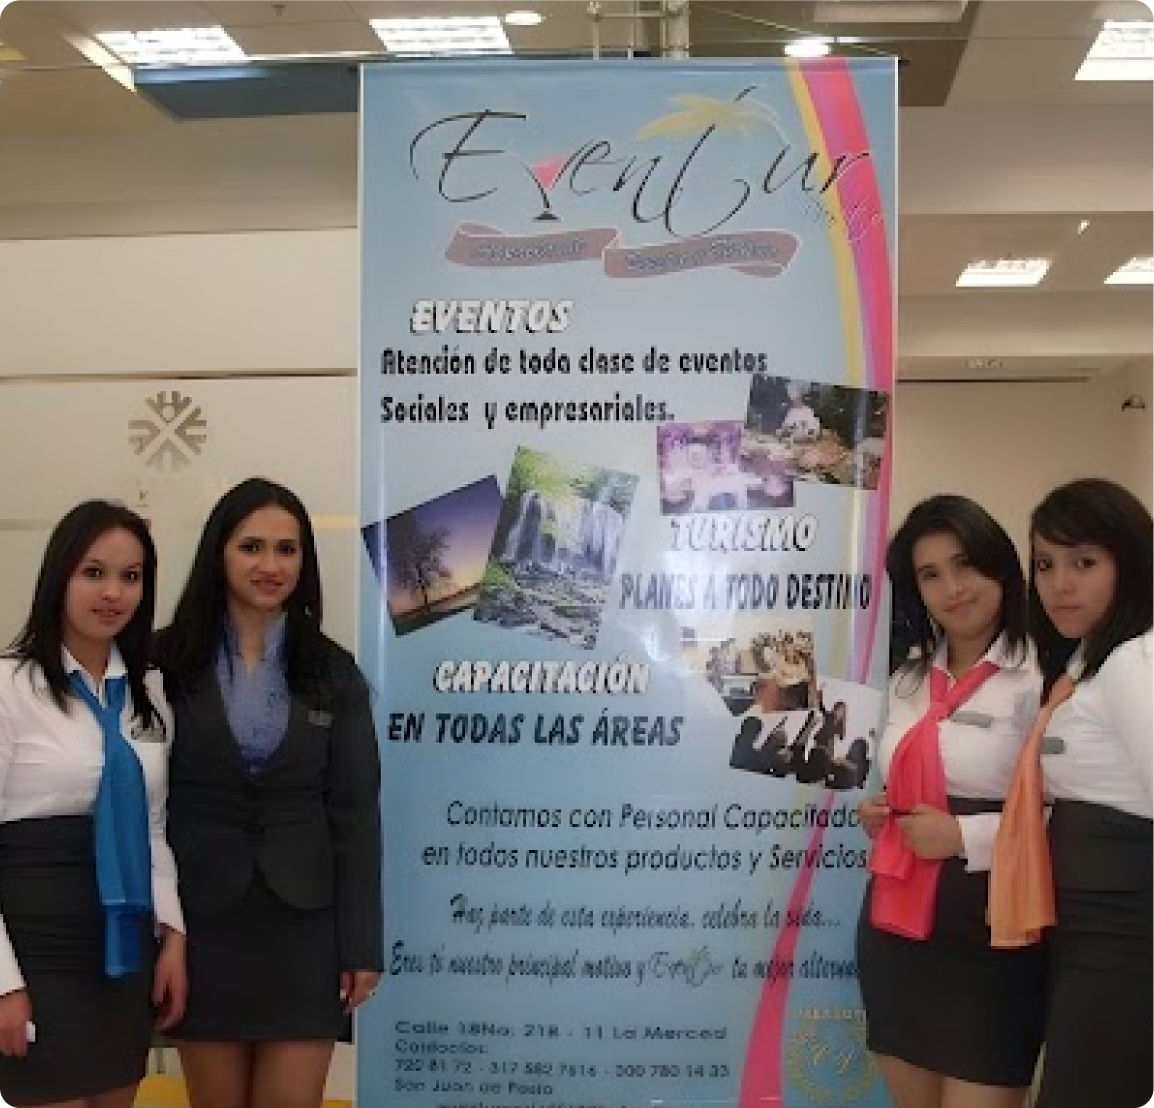 EvenTur
EVENTOS
Atención de toda clase de eventos
Sociales y empresariales.
TURISMO
PLANES A TODO DESTINO
CAPACITACIÓN
EN TODAS LAS ÁREAS
Contamos con Personal Capacitado
en todos nuestros productos y Servicios
Haz parte de esta experiencia, celebra la vida...
Eres tú nuestro principal motivo y EvenTur tu mejor
Calle 18No: 21B - 11 La Merced
720 81 72 - 317 582 7616 - 300 780 14 33
San Juan de Pasto